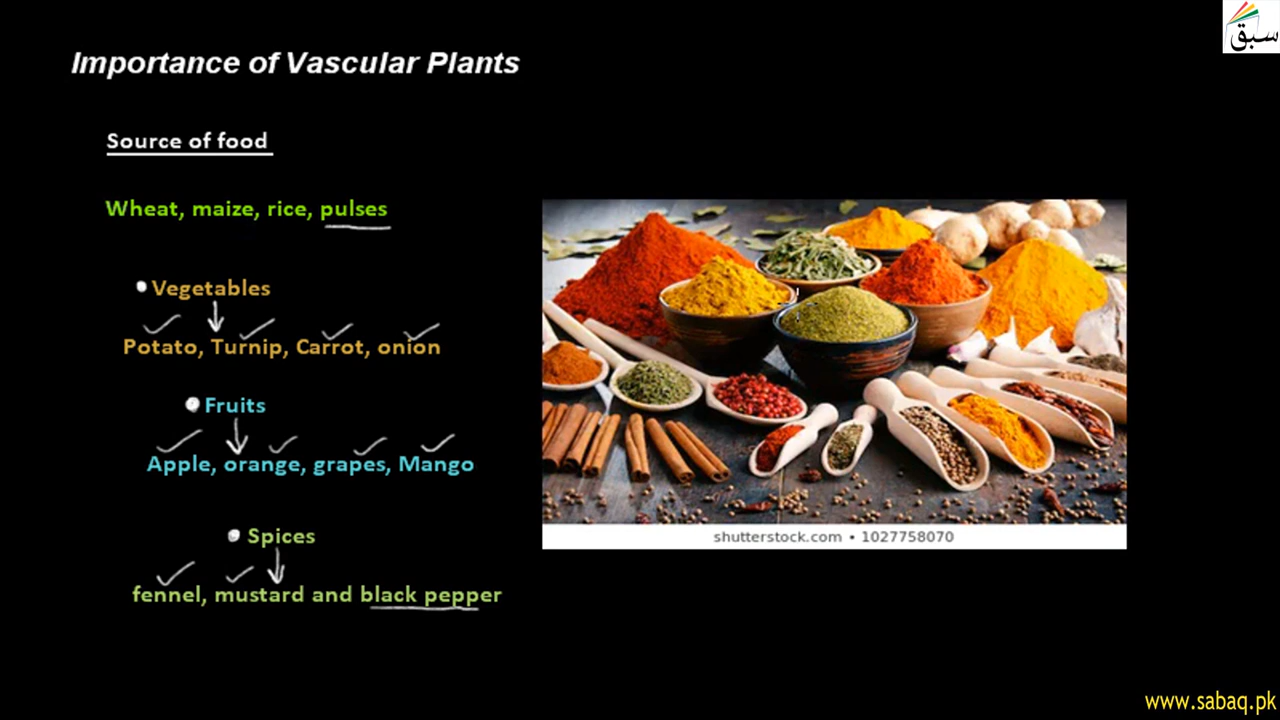 سبق
Importance of Vascular Plants
Source of food
Wheat, maize, rice, pulses
Vegetables
Potato, Turnip, Carrot, onion
Fruits
Apple, orange, grapes, Mango
Spices
fennel, mustard and black pepper
shutterstock.com • 1027758070
www.sabaq.pk